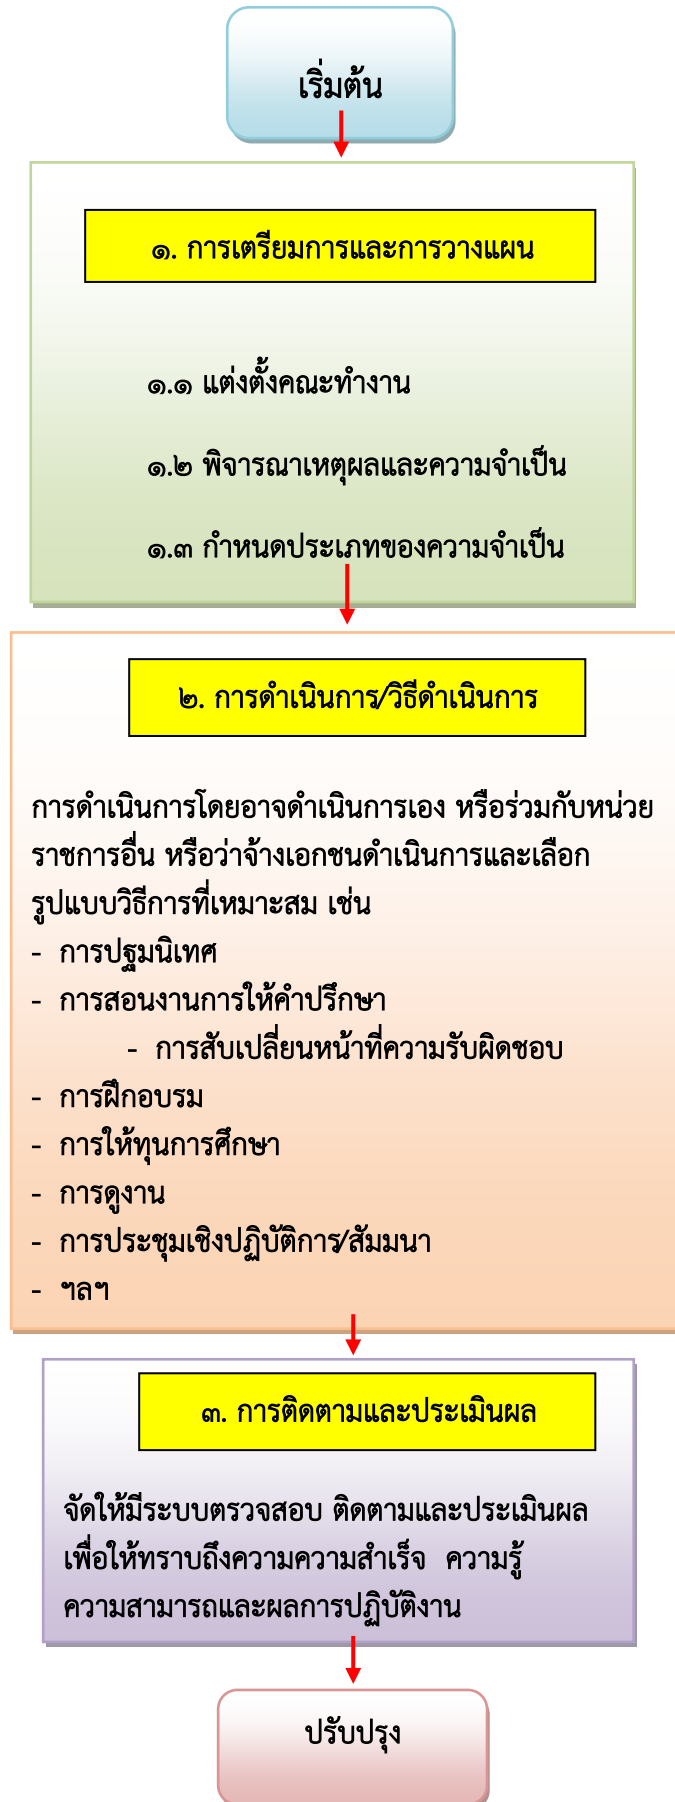 เริ่มต้น
๑. การเตรียมการและการวางแผน
๑.๑ แต่งตั้งคณะทำงาน
๑.๒ พิจารณาเหตุผลและความจำเป็น
๑.๓ กำหนดประเภทของความจำเป็น
๒. การดำเนินการ/วิธีดำเนินการ
การดำเนินการโดยอาจดำเนินการเอง หรือร่วมกับหน่วย
ราชการอื่น หรือว่าจ้างเอกชนดำเนินการและเลือก
รูปแบบวิธีการที่เหมาะสม เช่น
- การปฐมนิเทศ
- การสอนงานการให้คำปรึกษา
- การสับเปลี่ยนหน้าที่ความรับผิดชอบ
- การฝึกอบรม
- การให้ทุนการศึกษา
- การดูงาน
- การประชุมเชิงปฏิบัติการ/สัมมนา
- ฯลฯ
๓. การติดตามและประเมินผล
จัดให้มีระบบตรวจสอบ ติดตามและประเมินผล
เพื่อให้ทราบถึงความความสำเร็จ ความรู้
ความสามารถและผลการปฏิบัติงาน
ปรับปรุง